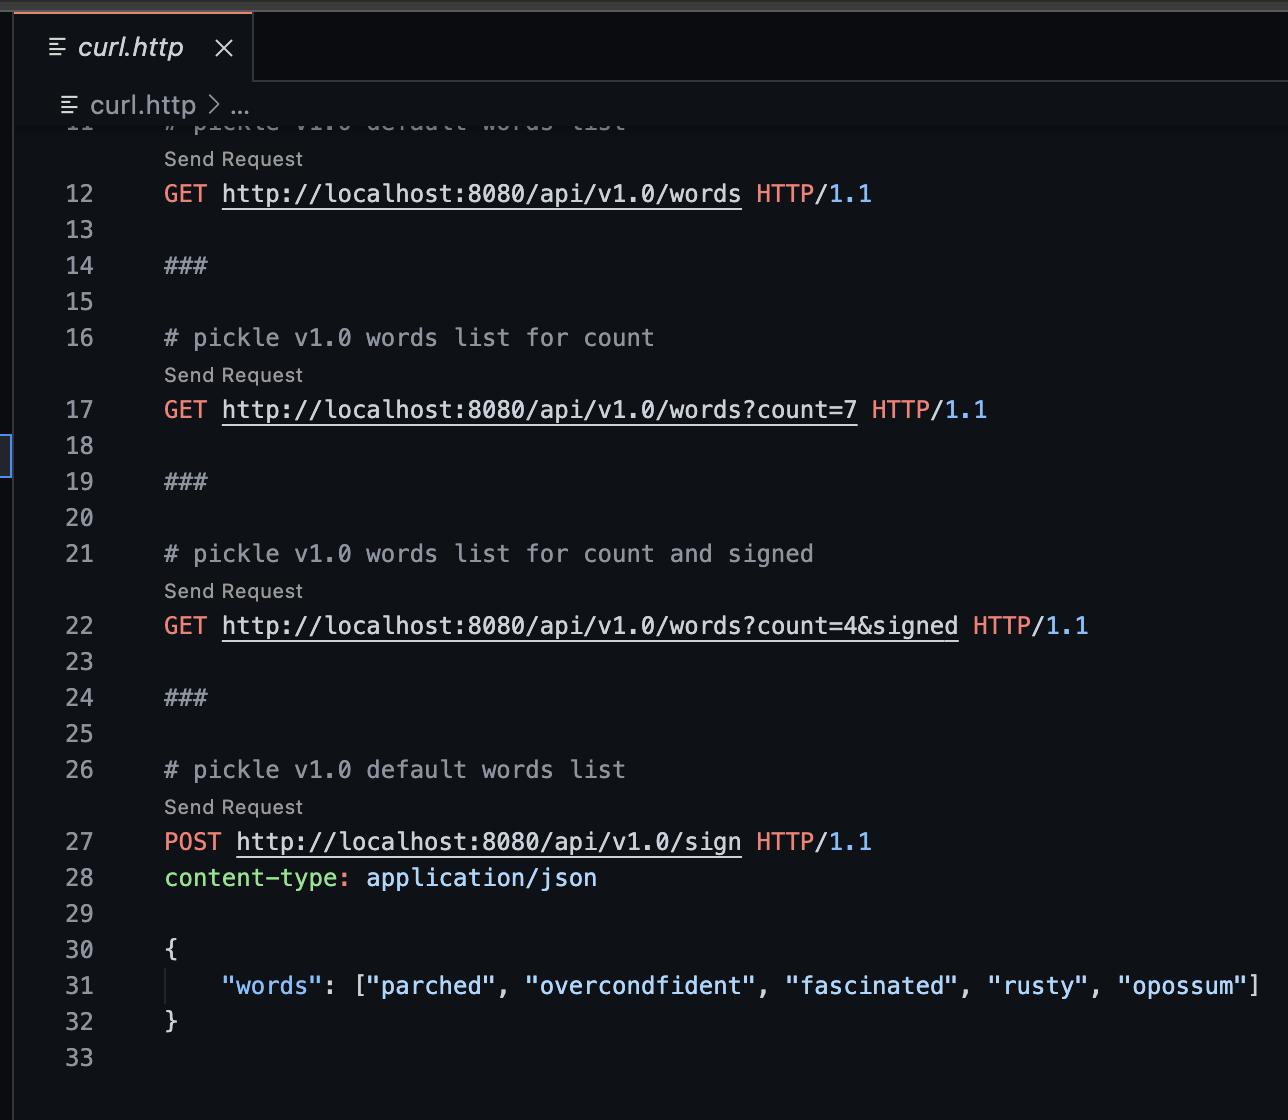 curl.http
curl.http > ...
11 # pickle v1.0 default words list
Send Request
12 GET http://localhost:8080/api/v1.0/words HTTP/1.1
13
14 ###
15
16 # pickle v1.0 words list for count
Send Request
17 GET http://localhost:8080/api/v1.0/words?count=7 HTTP/1.1
18
19 ###
20
21 # pickle v1.0 words list for count and signed
Send Request
22 GET http://localhost:8080/api/v1.0/words?count=4&signed HTTP/1.1
23
24 ###
25
26 # pickle v1.0 default words list
Send Request
27 POST http://localhost:8080/api/v1.0/sign HTTP/1.1
28 content-type: application/json
29
30 {
31 "words": ["parched", "overcondfident", "fascinated", "rusty", "opossum"]
32 }
33